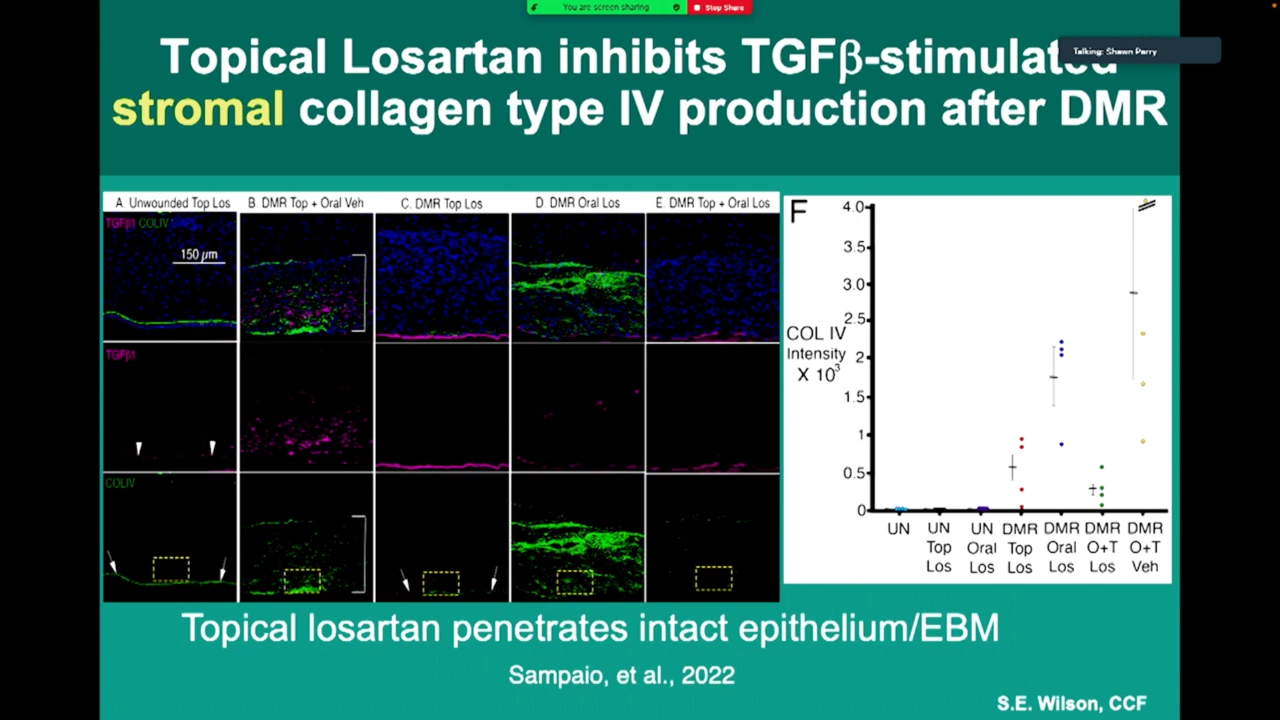 You are screen sharing
Stop Share
Talking: Shawn Perry
Topical Losartan inhibits TGFβ-stimulated
stromal collagen type IV production after DMR
A. Unwounded Top Los
B. DMR Top + Oral Veh
C. DMR Top Los
D. DMR Oral Los
E. DMR Top + Oral Los
TGFβ1 COLIV DAPI
150 µm
TGFβ1
COLIV
F
4.0
3.5
3.0
2.5
2
1.5
1
0.5
0
COL IV
Intensity
X 10³
UN
UN Top Los
UN Oral Los
DMR Top Los
DMR Oral Los
DMR O+T Los
DMR O+T Veh
Topical losartan penetrates intact epithelium/EBM
Sampaio, et al., 2022
S.E. Wilson, CCF